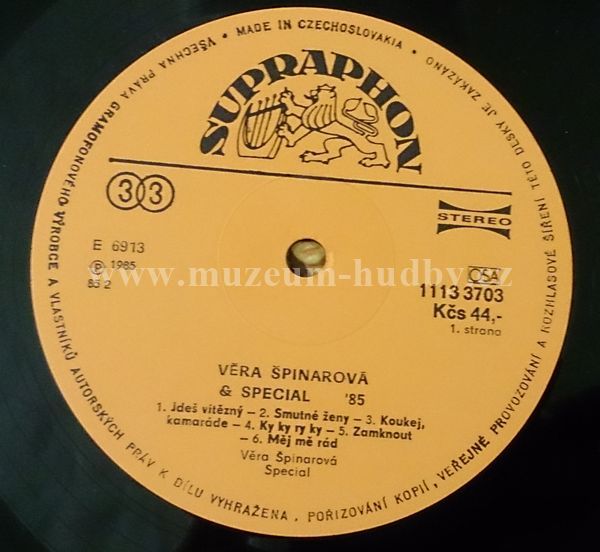 VŠECHNA PRÁVA GRAMOFONOVÉHO VÝROBCE A VLASTNÍKŮ AUTORSKÝCH PRÁV K DÍLU VYHRAŽENA. POŘIZOVÁNÍ KOPIÍ, VEŘEJNÉ PROVOZOVÁNÍ A ROZHLASOVÉ ŠÍŘENÍ TÉTO DESKY JE ZAKÁZÁNO • MADE IN CZECHOSLOVAKIA •
SUPRAPHON
33
STEREO
E 6913
℗ 1985
85 2
OSA
1113 3703
Kčs 44,-
1. strana
www.muzeum-hudby.cz
VĚRA ŠPINAROVÁ
& SPECIAL '85
1. Jdeš vítězný – 2. Smutné ženy – 3. Koukej,
kamaráde – 4. Ky ky ry ky – 5. Zamknout
– 6. Měj mě rád
Věra Špinarová
Special